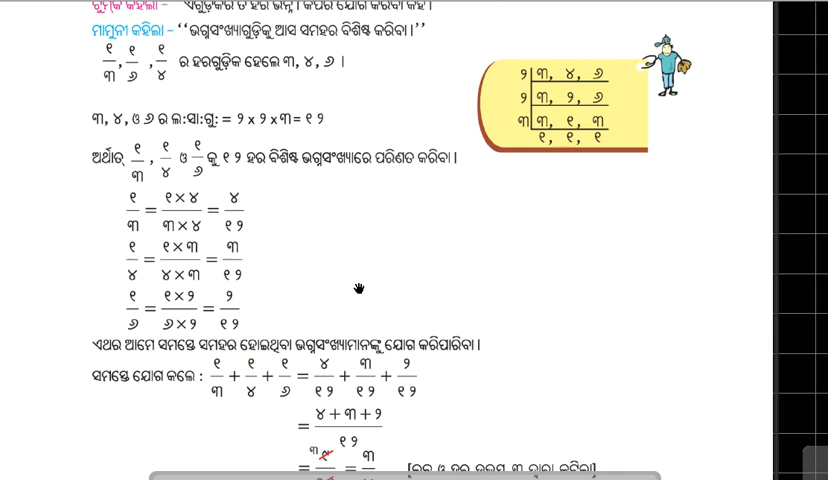 ମାମୁନୀ କହିଲା – ‘‘ଭଗ୍ନସଂଖ୍ୟାଗୁଡ଼ିକୁ ଆସ ସମହର ବିଶିଷ୍ଟ କରିବା।’’
୧/୩, ୧/୬, ୧/୪ ର ହରଗୁଡ଼ିକ ହେଲେ ୩, ୪, ୬ ।
୨ ୩, ୪, ୬
୨ ୩, ୨, ୬
୩ ୩, ୧, ୩
୧, ୧, ୧
୩, ୪, ଓ ୬ ର ଲ:ସା:ଗୁ: = ୨ x ୨ x ୩ = ୧୨
ଅର୍ଥାତ୍ ୧/୩, ୧/୪ ଓ ୧/୬ କୁ ୧୨ ହର ବିଶିଷ୍ଟ ଭଗ୍ନସଂଖ୍ୟାରେ ପରିଣତ କରିବା ।
୧/୩ = ୧×୪/୩×୪ = ୪/୧୨
୧/୪ = ୧×୩/୪×୩ = ୩/୧୨
୧/୬ = ୧×୨/୬×୨ = ୨/୧୨
ଏଥର ଆମେ ସମସ୍ତେ ସମହର ହୋଇଥିବା ଭଗ୍ନସଂଖ୍ୟାମାନଙ୍କୁ ଯୋଗ କରିପାରିବା ।
ସମସ୍ତେ ଯୋଗ କଲେ : ୧/୩ + ୧/୪ + ୧/୬ = ୪/୧୨ + ୩/୧୨ + ୨/୧୨
= ୪+୩+୨/୧୨